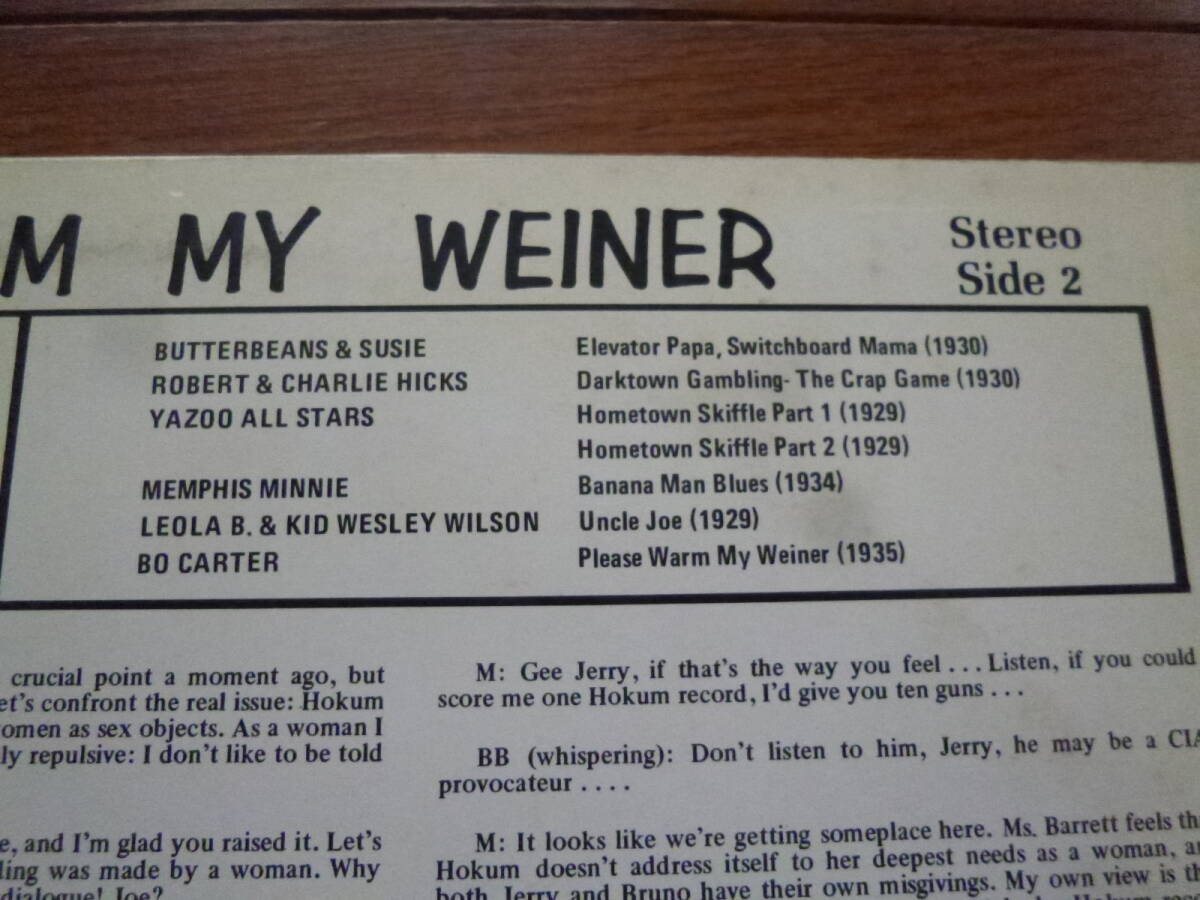 M MY WEINER
Stereo
Side 2
BUTTERBEANS & SUSIE Elevator Papa, Switchboard Mama (1930)
ROBERT & CHARLIE HICKS Darktown Gambling- The Crap Game (1930)
YAZOO ALL STARS Hometown Skiffle Part 1 (1929)
Hometown Skiffle Part 2 (1929)
MEMPHIS MINNIE Banana Man Blues (1934)
LEOLA B. & KID WESLEY WILSON Uncle Joe (1929)
BO CARTER Please Warm My Weiner (1935)
crucial point a moment ago, but
et's confront the real issue: Hokum
omen as sex objects. As a woman I
ly repulsive: I don't like to be told
e, and I'm glad you raised it. Let's
ling was made by a woman. Why
dialogue! Joe?
M: Gee Jerry, if that's the way you feel . . . Listen, if you could
score me one Hokum record, I'd give you ten guns . . .
BB (whispering): Don't listen to him, Jerry, he may be a CIA
provocateur . . . .
M: It looks like we're getting someplace here. Ms. Barrett feels tha
Hokum doesn't address itself to her deepest needs as a woman, an
both Jerry and Bruno have their own misgivings. My own view is th